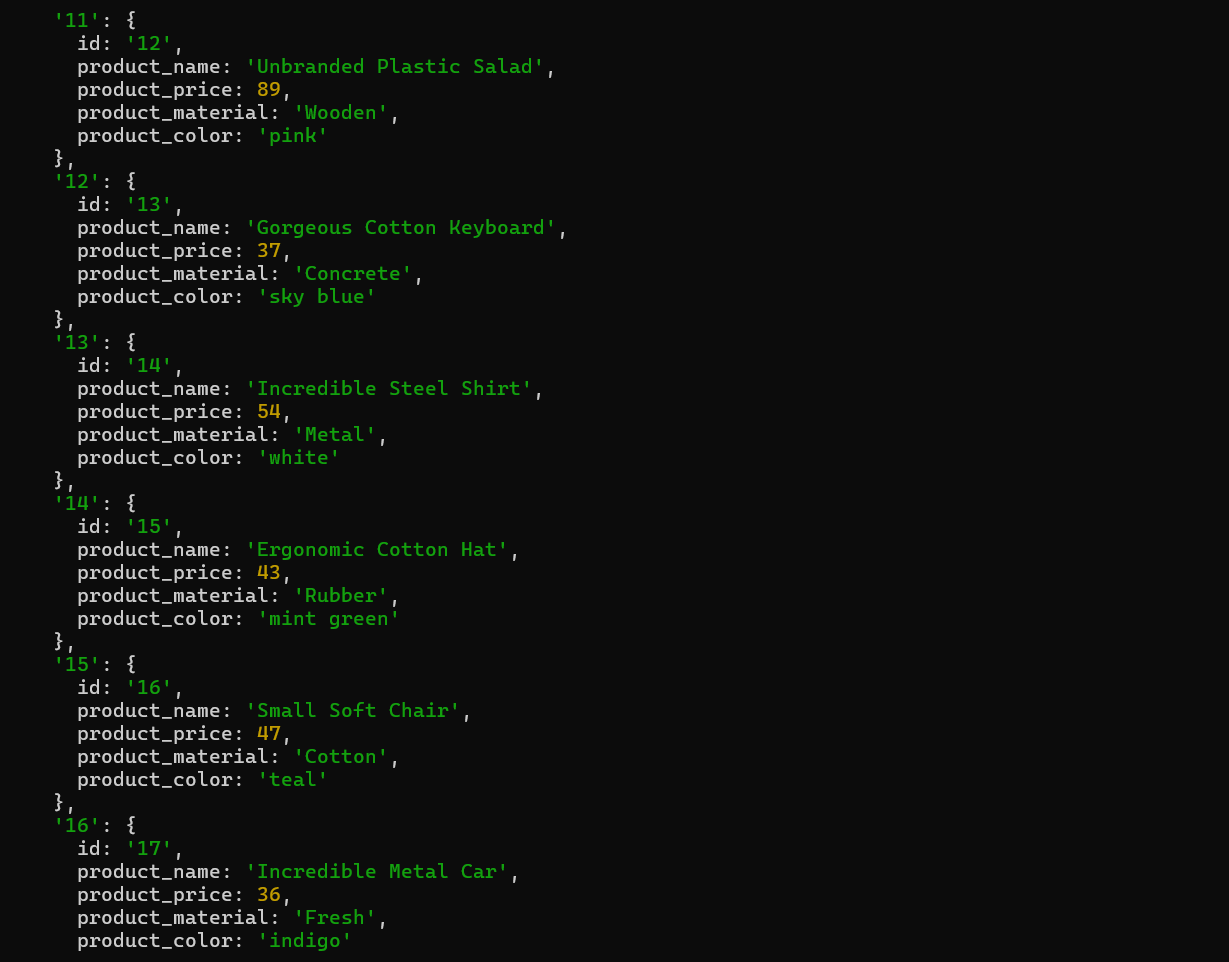 '11': {
id: '12',
product_name: 'Unbranded Plastic Salad',
product_price: 89,
product_material: 'Wooden',
product_color: 'pink'
},
'12': {
id: '13',
product_name: 'Gorgeous Cotton Keyboard',
product_price: 37,
product_material: 'Concrete',
product_color: 'sky blue'
},
'13': {
id: '14',
product_name: 'Incredible Steel Shirt',
product_price: 54,
product_material: 'Metal',
product_color: 'white'
},
'14': {
id: '15',
product_name: 'Ergonomic Cotton Hat',
product_price: 43,
product_material: 'Rubber',
product_color: 'mint green'
},
'15': {
id: '16',
product_name: 'Small Soft Chair',
product_price: 47,
product_material: 'Cotton',
product_color: 'teal'
},
'16': {
id: '17',
product_name: 'Incredible Metal Car',
product_price: 36,
product_material: 'Fresh',
product_color: 'indigo'